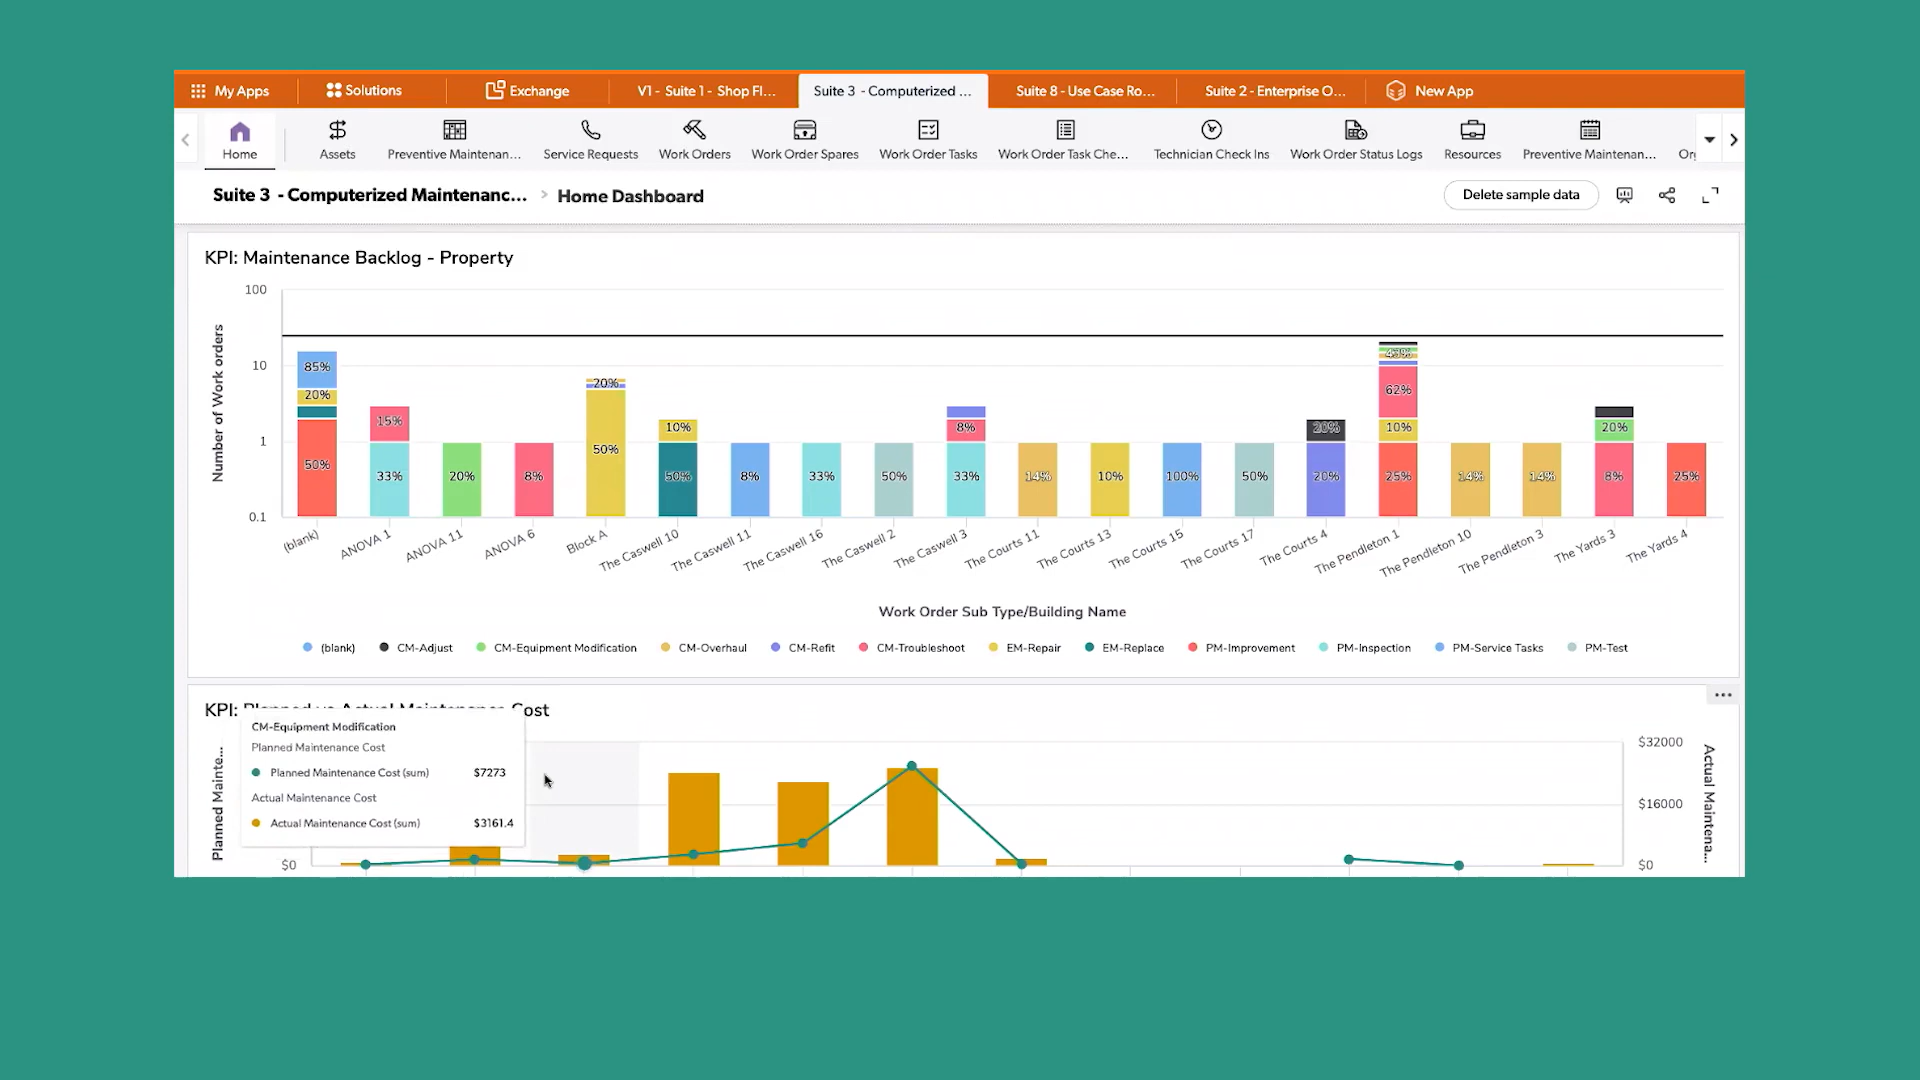 My Apps
Solutions
Exchange
V1 - Suite 1 - Shop Fl...
Suite 3 - Computerized ...
Suite 8 - Use Case Ro...
Suite 2 - Enterprise O...
New App
Home
Assets
Preventive Maintenan...
Service Requests
Work Orders
Work Order Spares
Work Order Tasks
Work Order Task Che...
Technician Check Ins
Work Order Status Logs
Resources
Preventive Maintenan...
Suite 3 - Computerized Maintenanc...
Home Dashboard
Delete sample data
KPI: Maintenance Backlog - Property
Number of Work orders
100
10
1
0.1
85%
20%
50%
15%
33%
20%
8%
20%
50%
10%
50%
8%
33%
50%
8%
33%
14%
10%
100%
50%
20%
20%
62%
10%
25%
14%
14%
20%
8%
25%
(blank)
ANOVA 1
ANOVA 11
ANOVA 6
Block A
The Caswell 10
The Caswell 11
The Caswell 16
The Caswell 2
The Caswell 3
The Courts 11
The Courts 13
The Courts 15
The Courts 17
The Courts 4
The Pendleton 1
The Pendleton 10
The Pendleton 3
The Yards 3
The Yards 4
Work Order Sub Type/Building Name
(blank)
CM-Adjust
CM-Equipment Modification
CM-Overhaul
CM-Refit
CM-Troubleshoot
EM-Repair
EM-Replace
PM-Improvement
PM-Inspection
PM-Service Tasks
PM-Test
KPI: Planned vs Actual Maintenance Cost
CM-Equipment Modification
Planned Maintenance Cost
Planned Maintenance Cost (sum) $7273
Actual Maintenance Cost
Actual Maintenance Cost (sum) $3161.4
Planned Mainte...
$0
$32000
$16000
$0
Actual Maintena...